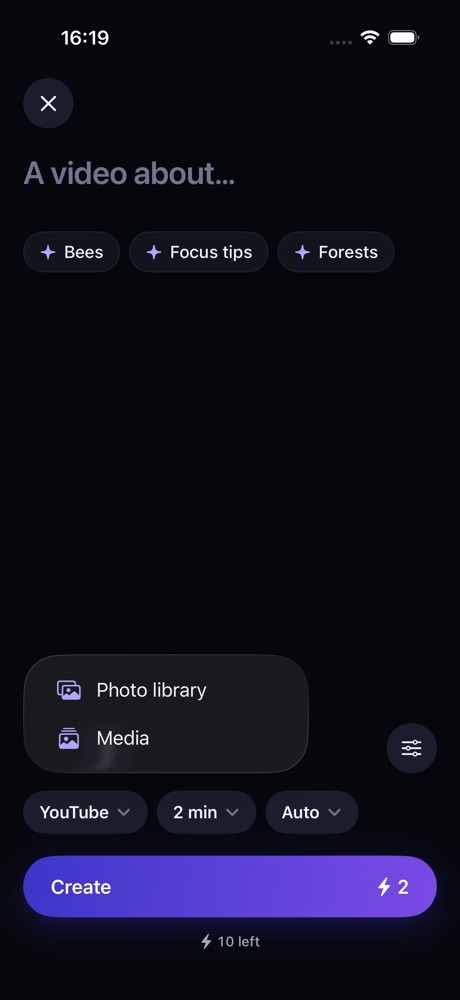 16:19
A video about...
Bees
Focus tips
Forests
Photo library
Media
YouTube
2 min
Auto
Create
2
10 left